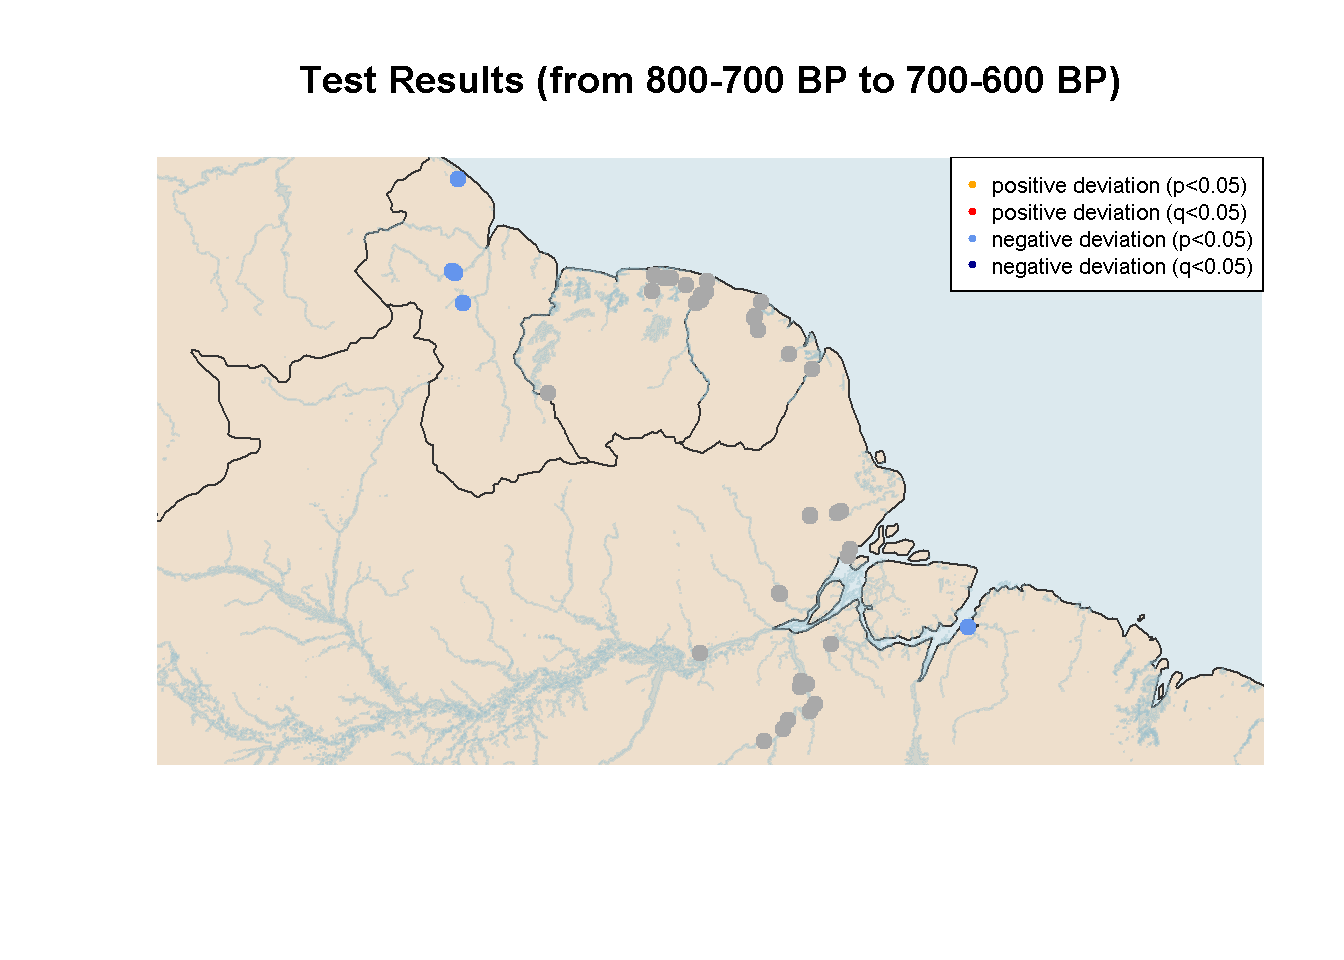 Test Results (from 800-700 BP to 700-600 BP)
positive deviation (p<0.05)
positive deviation (q<0.05)
negative deviation (p<0.05)
negative deviation (q<0.05)